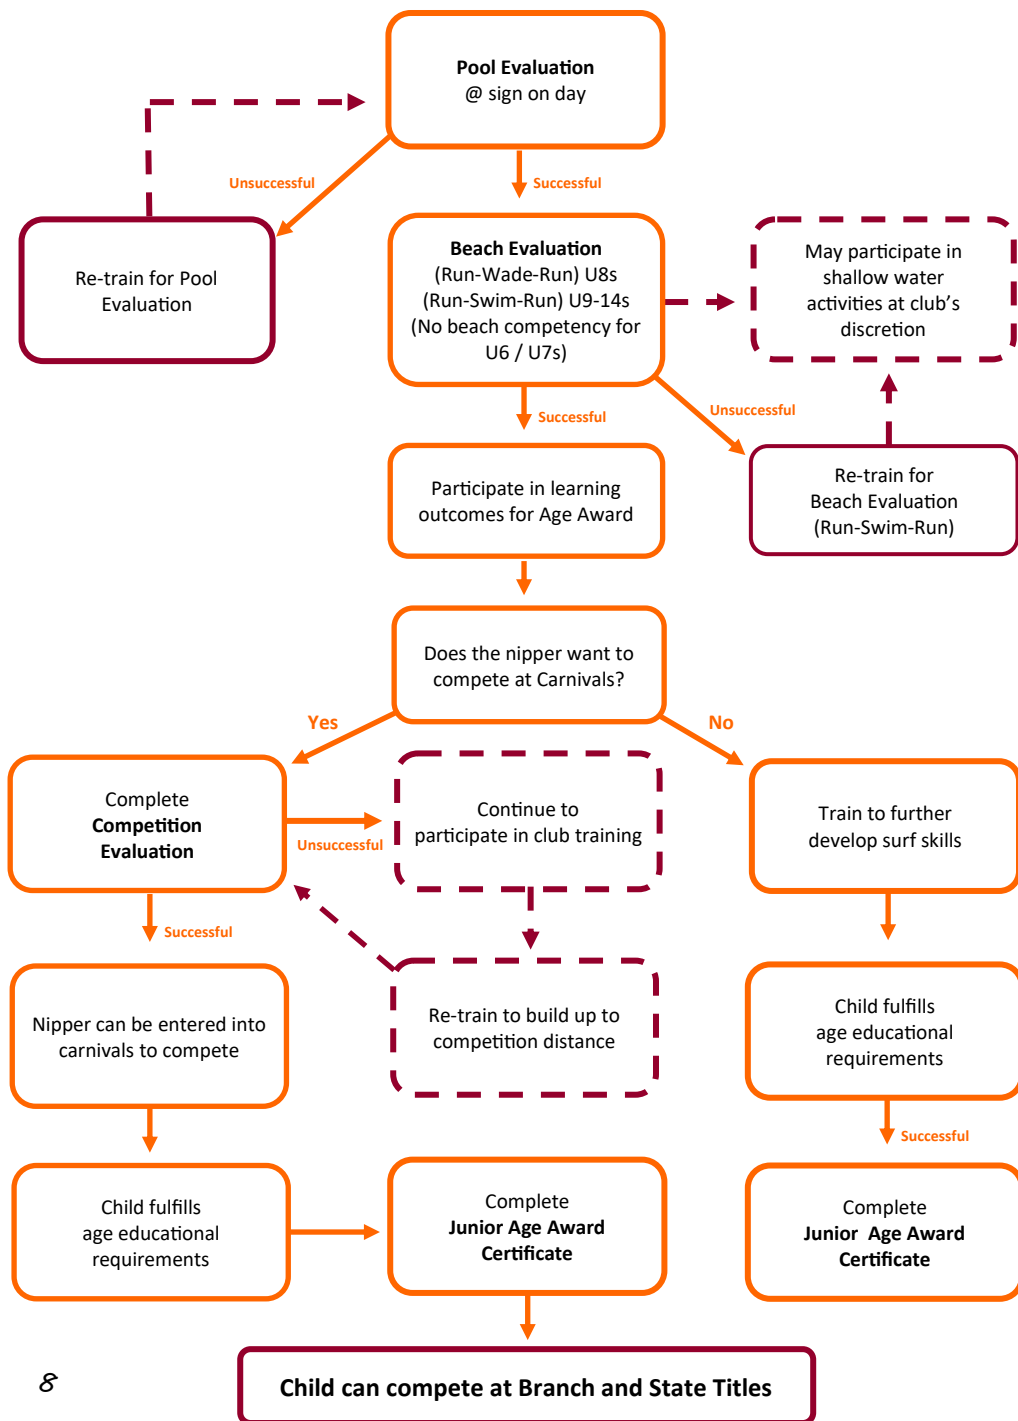 Pool Evaluation
@ sign on day
Unsuccessful
Successful
Re-train for Pool
Evaluation
Beach Evaluation
(Run-Wade-Run) U8s
(Run-Swim-Run) U9-14s
(No beach competency for
U6 / U7s)
May participate in
shallow water
activities at club’s
discretion
Successful
Unsuccessful
Participate in learning
outcomes for Age Award
Re-train for
Beach Evaluation
(Run-Swim-Run)
Does the nipper want to
compete at Carnivals?
Yes
No
Complete
Competition
Evaluation
Unsuccessful
Continue to
participate in club training
Train to further
develop surf skills
Successful
Nipper can be entered into
carnivals to compete
Re-train to build up to
competition distance
Child fulfills
age educational
requirements
Successful
Child fulfills
age educational
requirements
Complete
Junior Age Award
Certificate
Complete
Junior  Age Award
Certificate
8
Child can compete at Branch and State Titles